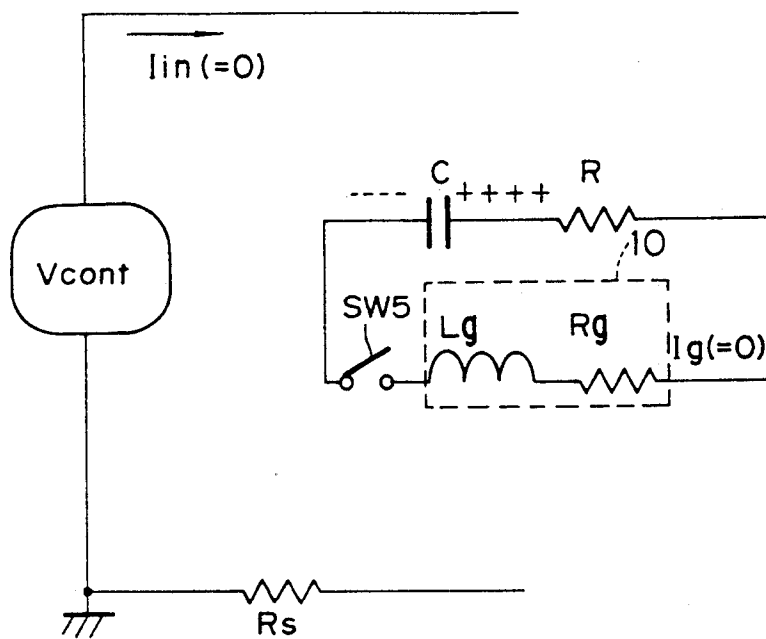 Iin (=0)
---- C ++++ R
10
Vcont
SW5
Lg Rg Ig(=0)
Rs